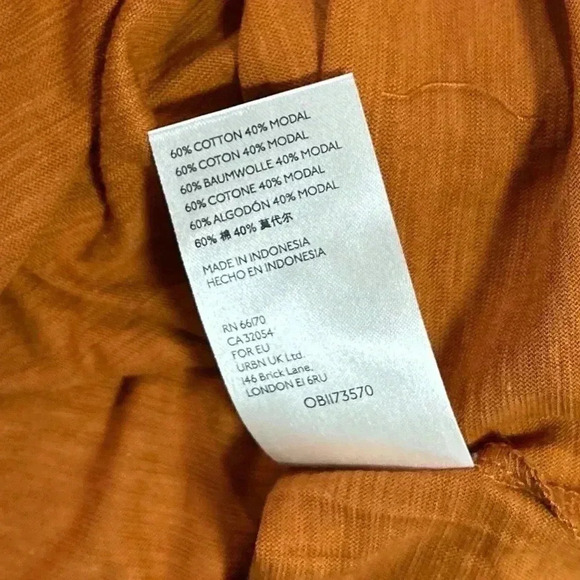 60% COTTON 40% MODAL
60% COTON 40% MODAL
60% BAUMWOLLE 40% MODAL
60% COTONE 40% MODAL
60% ALGODÓN 40% MODAL
60% 棉 40% 莫代尔
MADE IN INDONESIA
HECHO EN INDONESIA
RN 66170
CA 32054
FOR EU
URBN UK Ltd.
146 Brick Lane,
LONDON E1 6RU
OB1173570